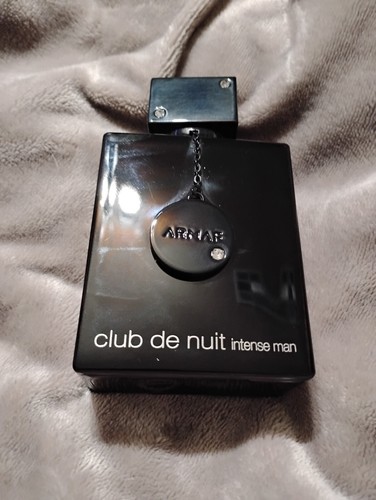 ARMAF
club de nuit intense man